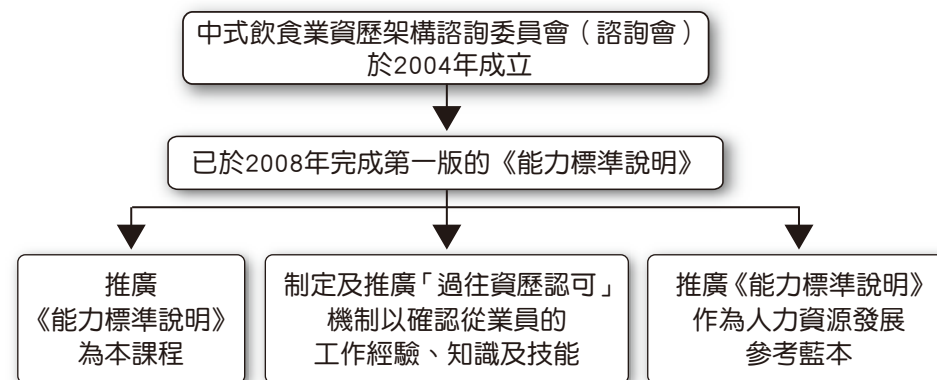 中式飲食業資歷架構諮詢委員會（諮詢會）
於2004年成立
已於2008年完成第一版的《能力標準說明》
推廣
《能力標準說明》
為本課程
制定及推廣「過往資歷認可」
機制以確認從業員的
工作經驗、知識及技能
推廣《能力標準說明》
作為人力資源發展
參考藍本